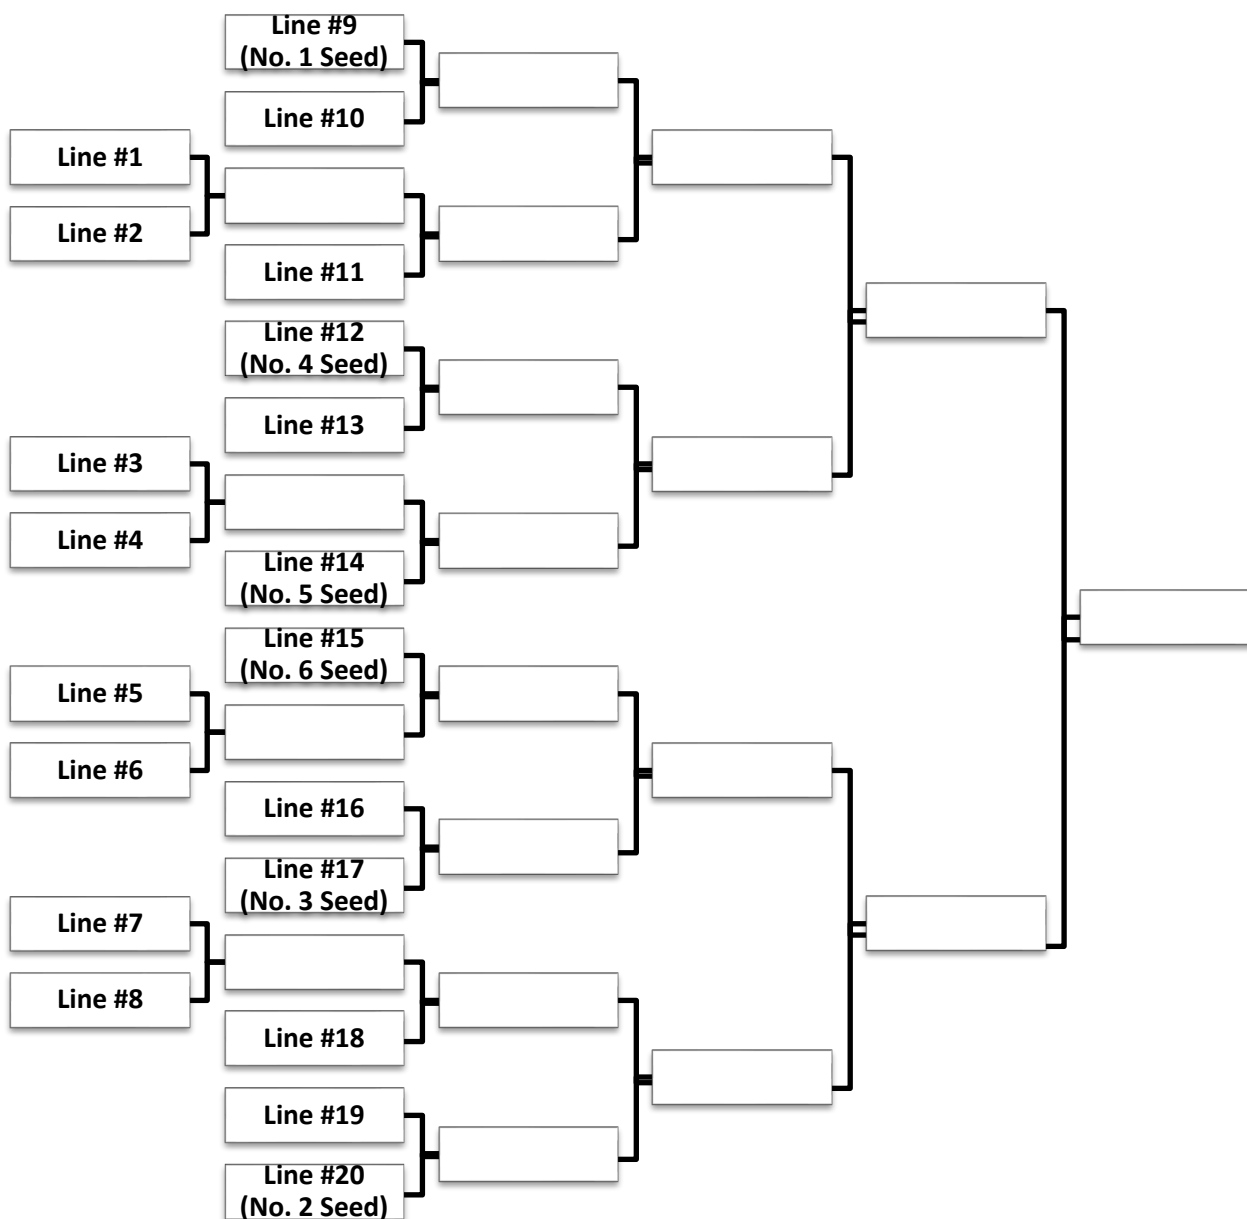 Line #9
(No. 1 Seed)
Line #10
Line #1
Line #2
Line #11
Line #12
(No. 4 Seed)
Line #13
Line #3
Line #4
Line #14
(No. 5 Seed)
Line #15
(No. 6 Seed)
Line #5
Line #6
Line #16
Line #17
(No. 3 Seed)
Line #7
Line #8
Line #18
Line #19
Line #20
(No. 2 Seed)